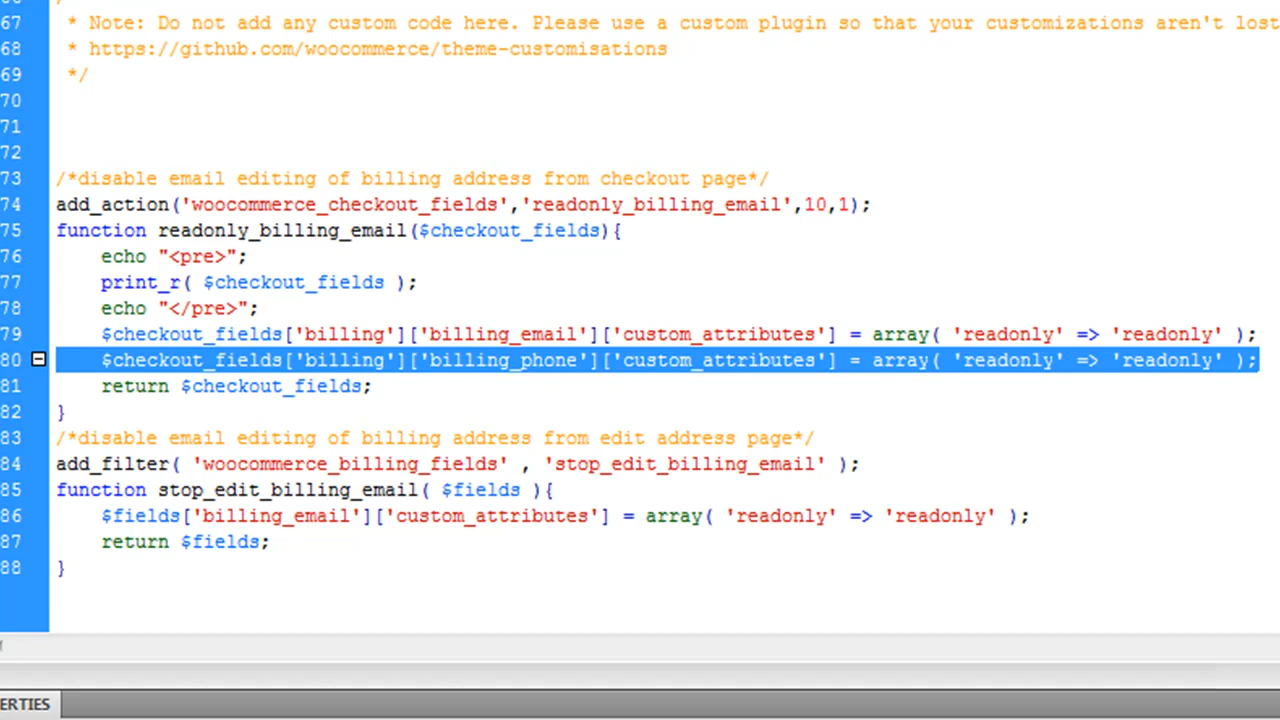 67 * Note: Do not add any custom code here. Please use a custom plugin so that your customizations aren't lost
68 * https://github.com/woocommerce/theme-customisations
69 */
70
71
72
73 /*disable email editing of billing address from checkout page*/
74 add_action('woocommerce_checkout_fields','readonly_billing_email',10,1);
75 function readonly_billing_email($checkout_fields){
76 echo "<pre>";
77 print_r( $checkout_fields );
78 echo "</pre>";
79 $checkout_fields['billing']['billing_email']['custom_attributes'] = array( 'readonly' => 'readonly' );
80 $checkout_fields['billing']['billing_phone']['custom_attributes'] = array( 'readonly' => 'readonly' );
81 return $checkout_fields;
82 }
83 /*disable email editing of billing address from edit address page*/
84 add_filter( 'woocommerce_billing_fields' , 'stop_edit_billing_email' );
85 function stop_edit_billing_email( $fields ){
86 $fields['billing_email']['custom_attributes'] = array( 'readonly' => 'readonly' );
87 return $fields;
88 }
ERTIES